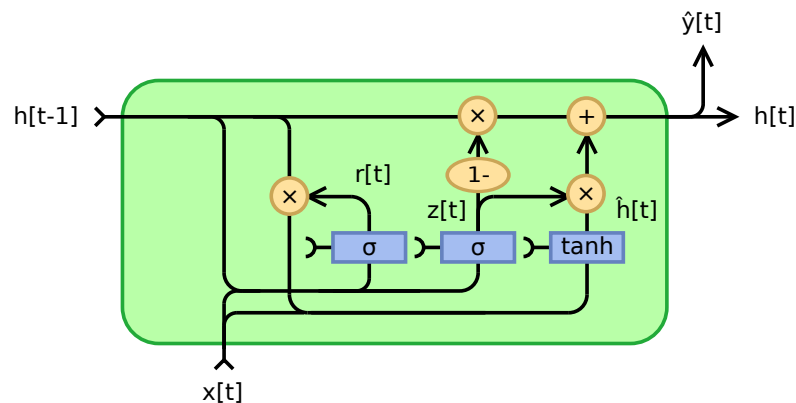 ŷ[t]
h[t-1]
×
+
h[t]
r[t]
1-
×
z[t]
×
ĥ[t]
σ
σ
tanh
x[t]